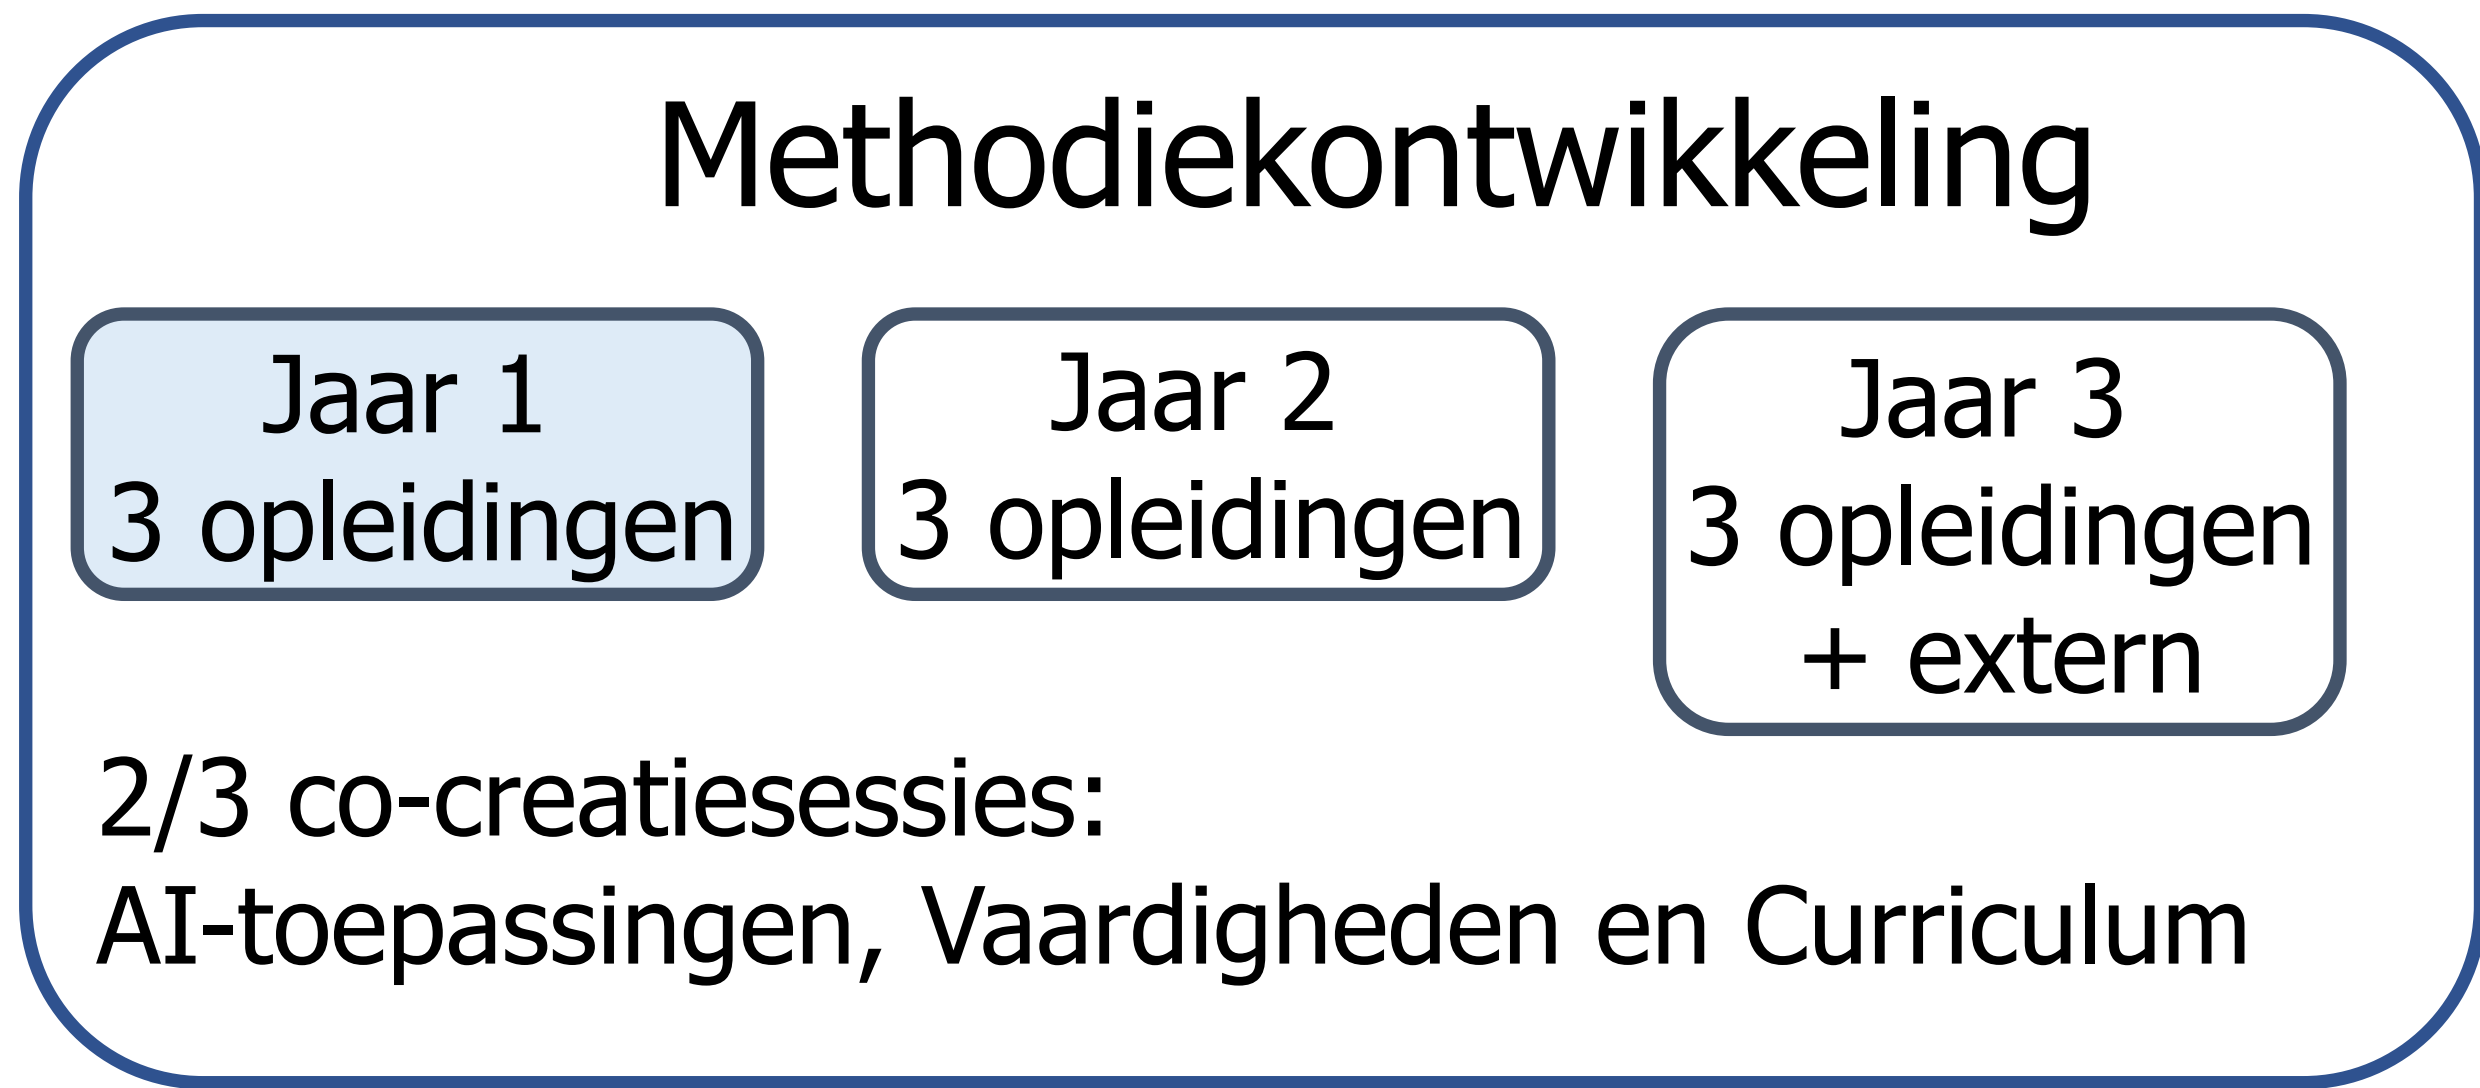 Methodiekontwikkeling
Jaar 1
3 opleidingen
Jaar 2
3 opleidingen
Jaar 3
3 opleidingen
+ extern
2/3 co-creatiesessies:
AI-toepassingen, Vaardigheden en Curriculum